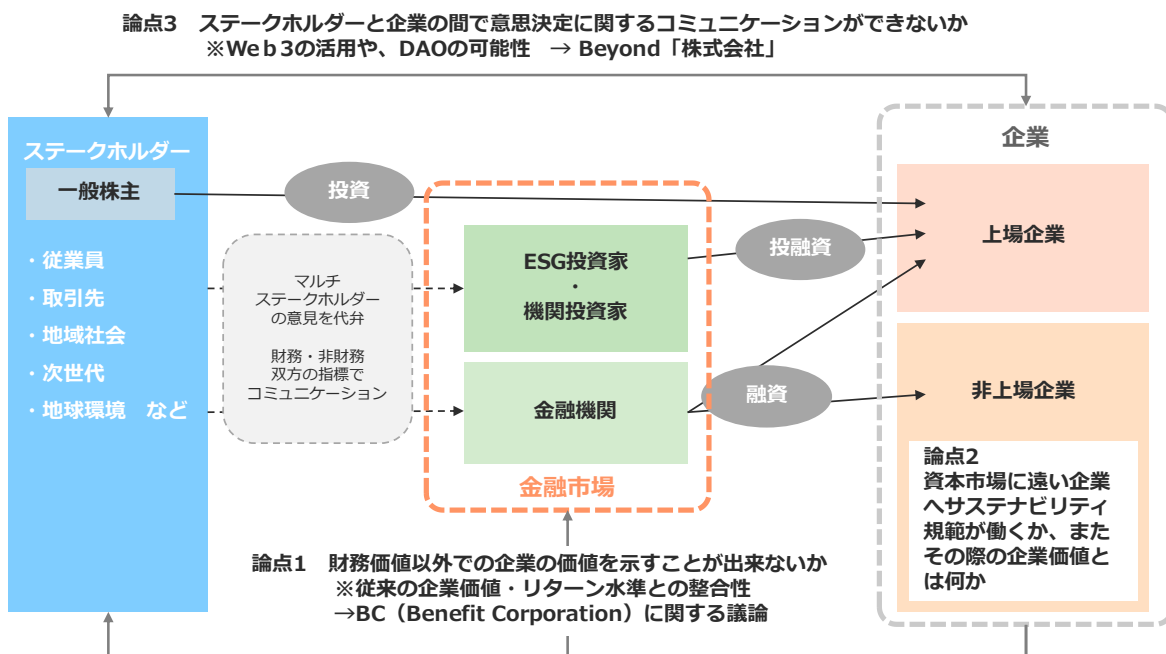 論点3　ステークホルダーと企業の間で意思決定に関するコミュニケーションができないか
※Web3の活用や、DAOの可能性　→ Beyond「株式会社」
ステークホルダー
一般株主
・従業員
・取引先
・地域社会
・次世代
・地球環境　など
投資
マルチ
ステークホルダー
の意見を代弁
財務・非財務
双方の指標で
コミュニケーション
ESG投資家
・
機関投資家
金融機関
金融市場
投融資
融資
企業
上場企業
非上場企業
論点2
資本市場に遠い企業
へサステナビリティ
規範が働くか、また
その際の企業価値と
は何か
論点1　財務価値以外での企業の価値を示すことが出来ないか
※従来の企業価値・リターン水準との整合性
→BC（Benefit Corporation）に関する議論